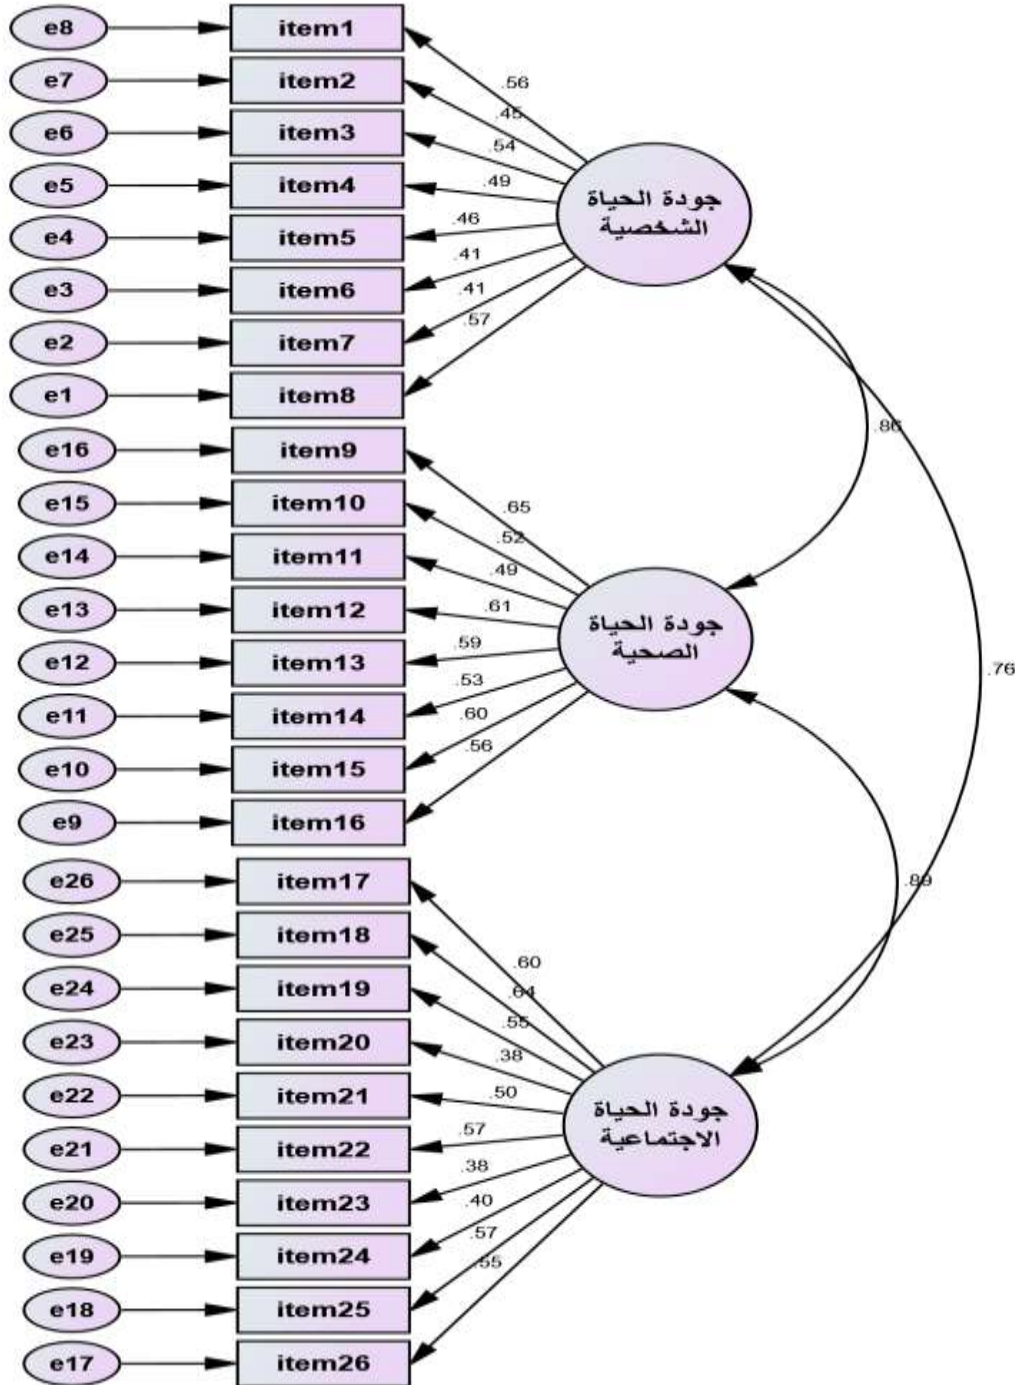 e8
item1
e7
item2
e6
item3
e5
item4
e4
item5
e3
item6
e2
item7
e1
item8
.56
.45
.54
.49
.46
.41
.41
.57
جودة الحياة
الشخصية
e16
item9
e15
item10
e14
item11
e13
item12
e12
item13
e11
item14
e10
item15
e9
item16
.65
.52
.49
.61
.59
.53
.60
.56
جودة الحياة
الصحية
.86
.76
.89
e26
item17
e25
item18
e24
item19
e23
item20
e22
item21
e21
item22
e20
item23
e19
item24
e18
item25
e17
item26
.60
.64
.55
.38
.50
.57
.38
.40
.57
.55
جودة الحياة
الاجتماعية